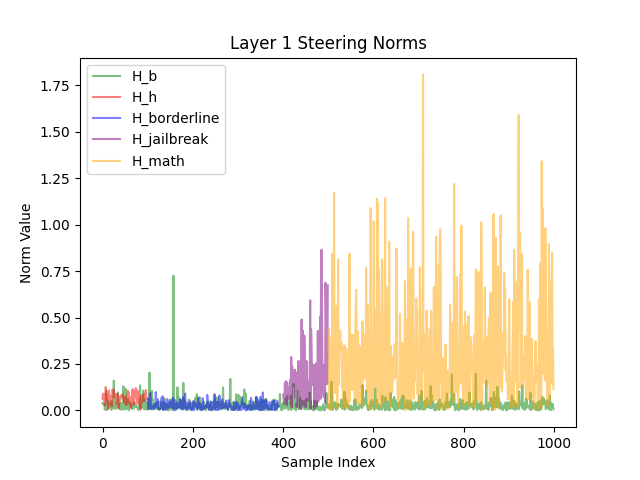 Layer 1 Steering Norms
H_b
H_h
H_borderline
H_jailbreak
H_math
Norm Value
1.75
1.50
1.25
1.00
0.75
0.50
0.25
0.00
0 200 400 600 800 1000
Sample Index